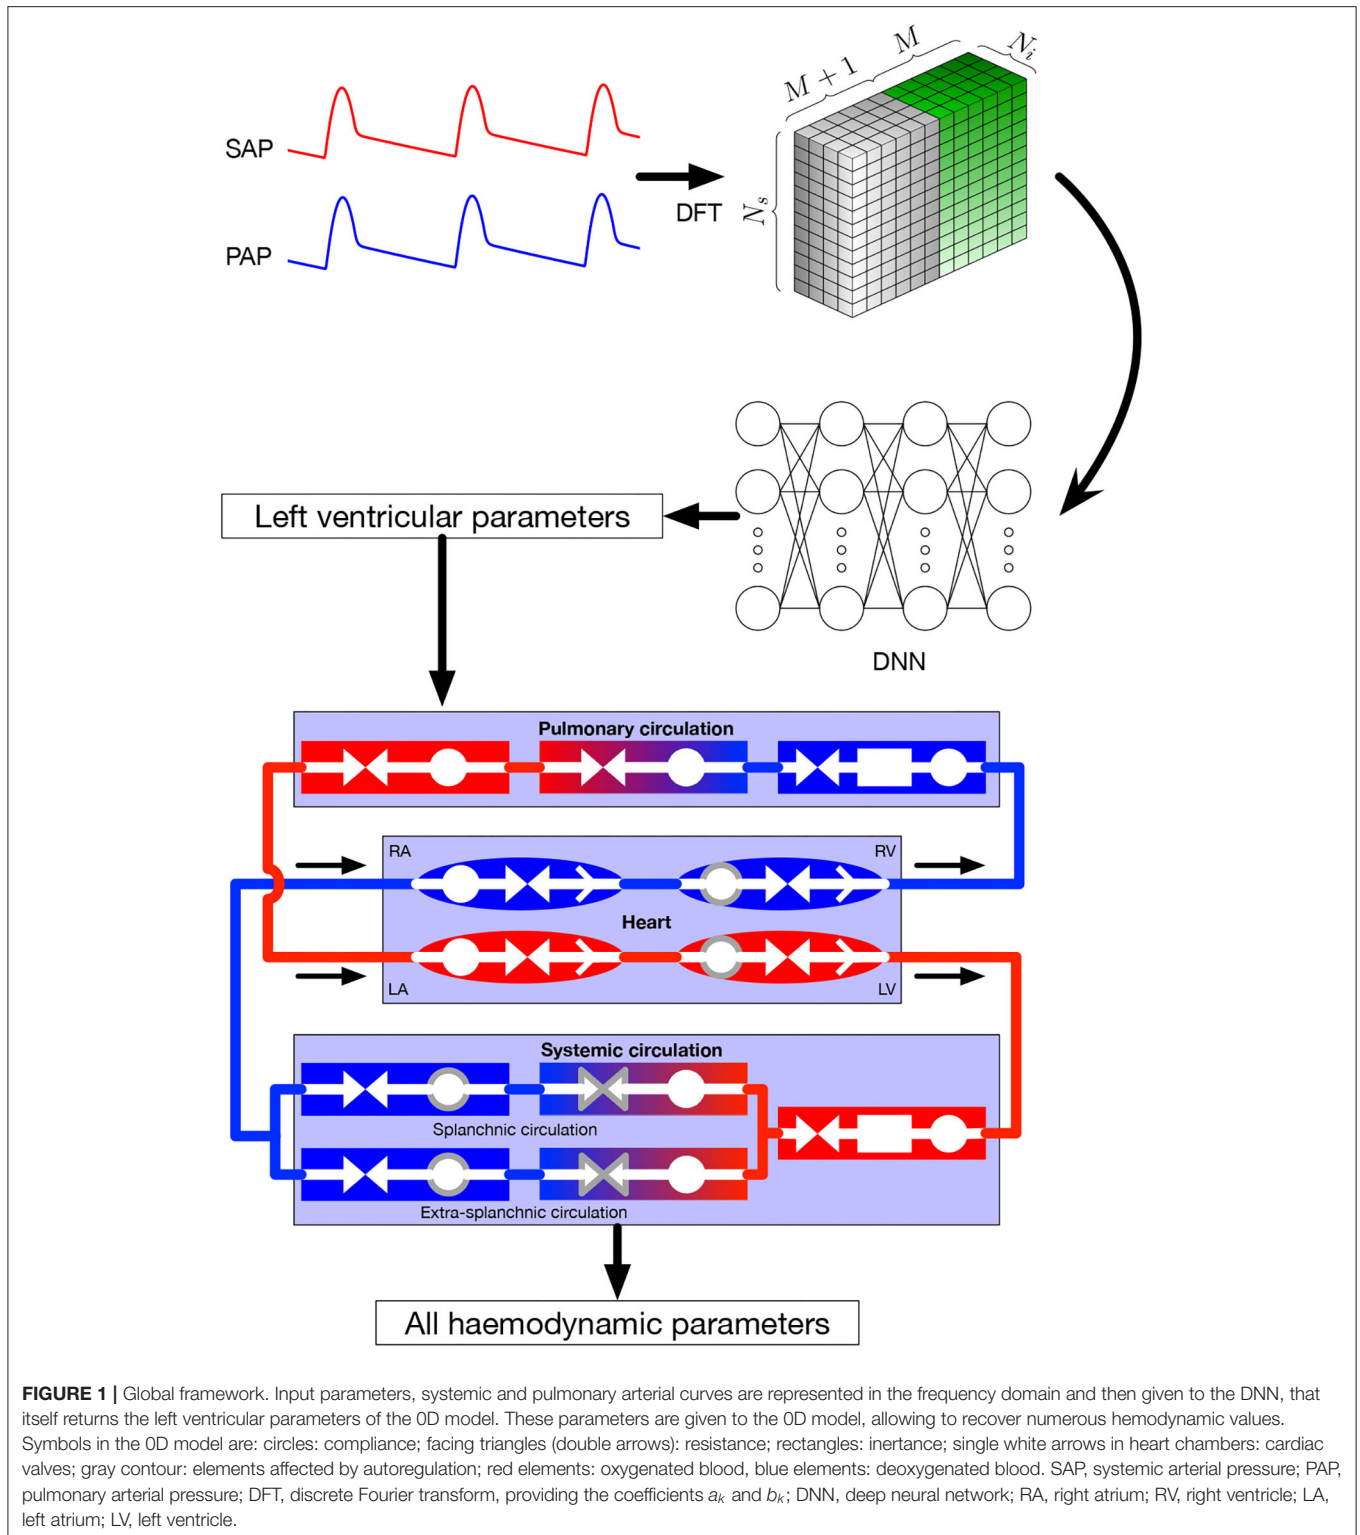 M + 1
M
N_i
SAP
PAP
DFT
N_s
Left ventricular parameters
DNN
Pulmonary circulation
RA
RV
Heart
LA
LV
Systemic circulation
Splanchnic circulation
Extra-splanchnic circulation
All haemodynamic parameters
FIGURE 1 | Global framework. Input parameters, systemic and pulmonary arterial curves are represented in the frequency domain and then given to the DNN, that
itself returns the left ventricular parameters of the 0D model. These parameters are given to the 0D model, allowing to recover numerous hemodynamic values.
Symbols in the 0D model are: circles: compliance; facing triangles (double arrows): resistance; rectangles: inertance; single white arrows in heart chambers: cardiac
valves; gray contour: elements affected by autoregulation; red elements: oxygenated blood, blue elements: deoxygenated blood. SAP, systemic arterial pressure; PAP,
pulmonary arterial pressure; DFT, discrete Fourier transform, providing the coefficients a_k and b_k; DNN, deep neural network; RA, right atrium; RV, right ventricle; LA,
left atrium; LV, left ventricle.